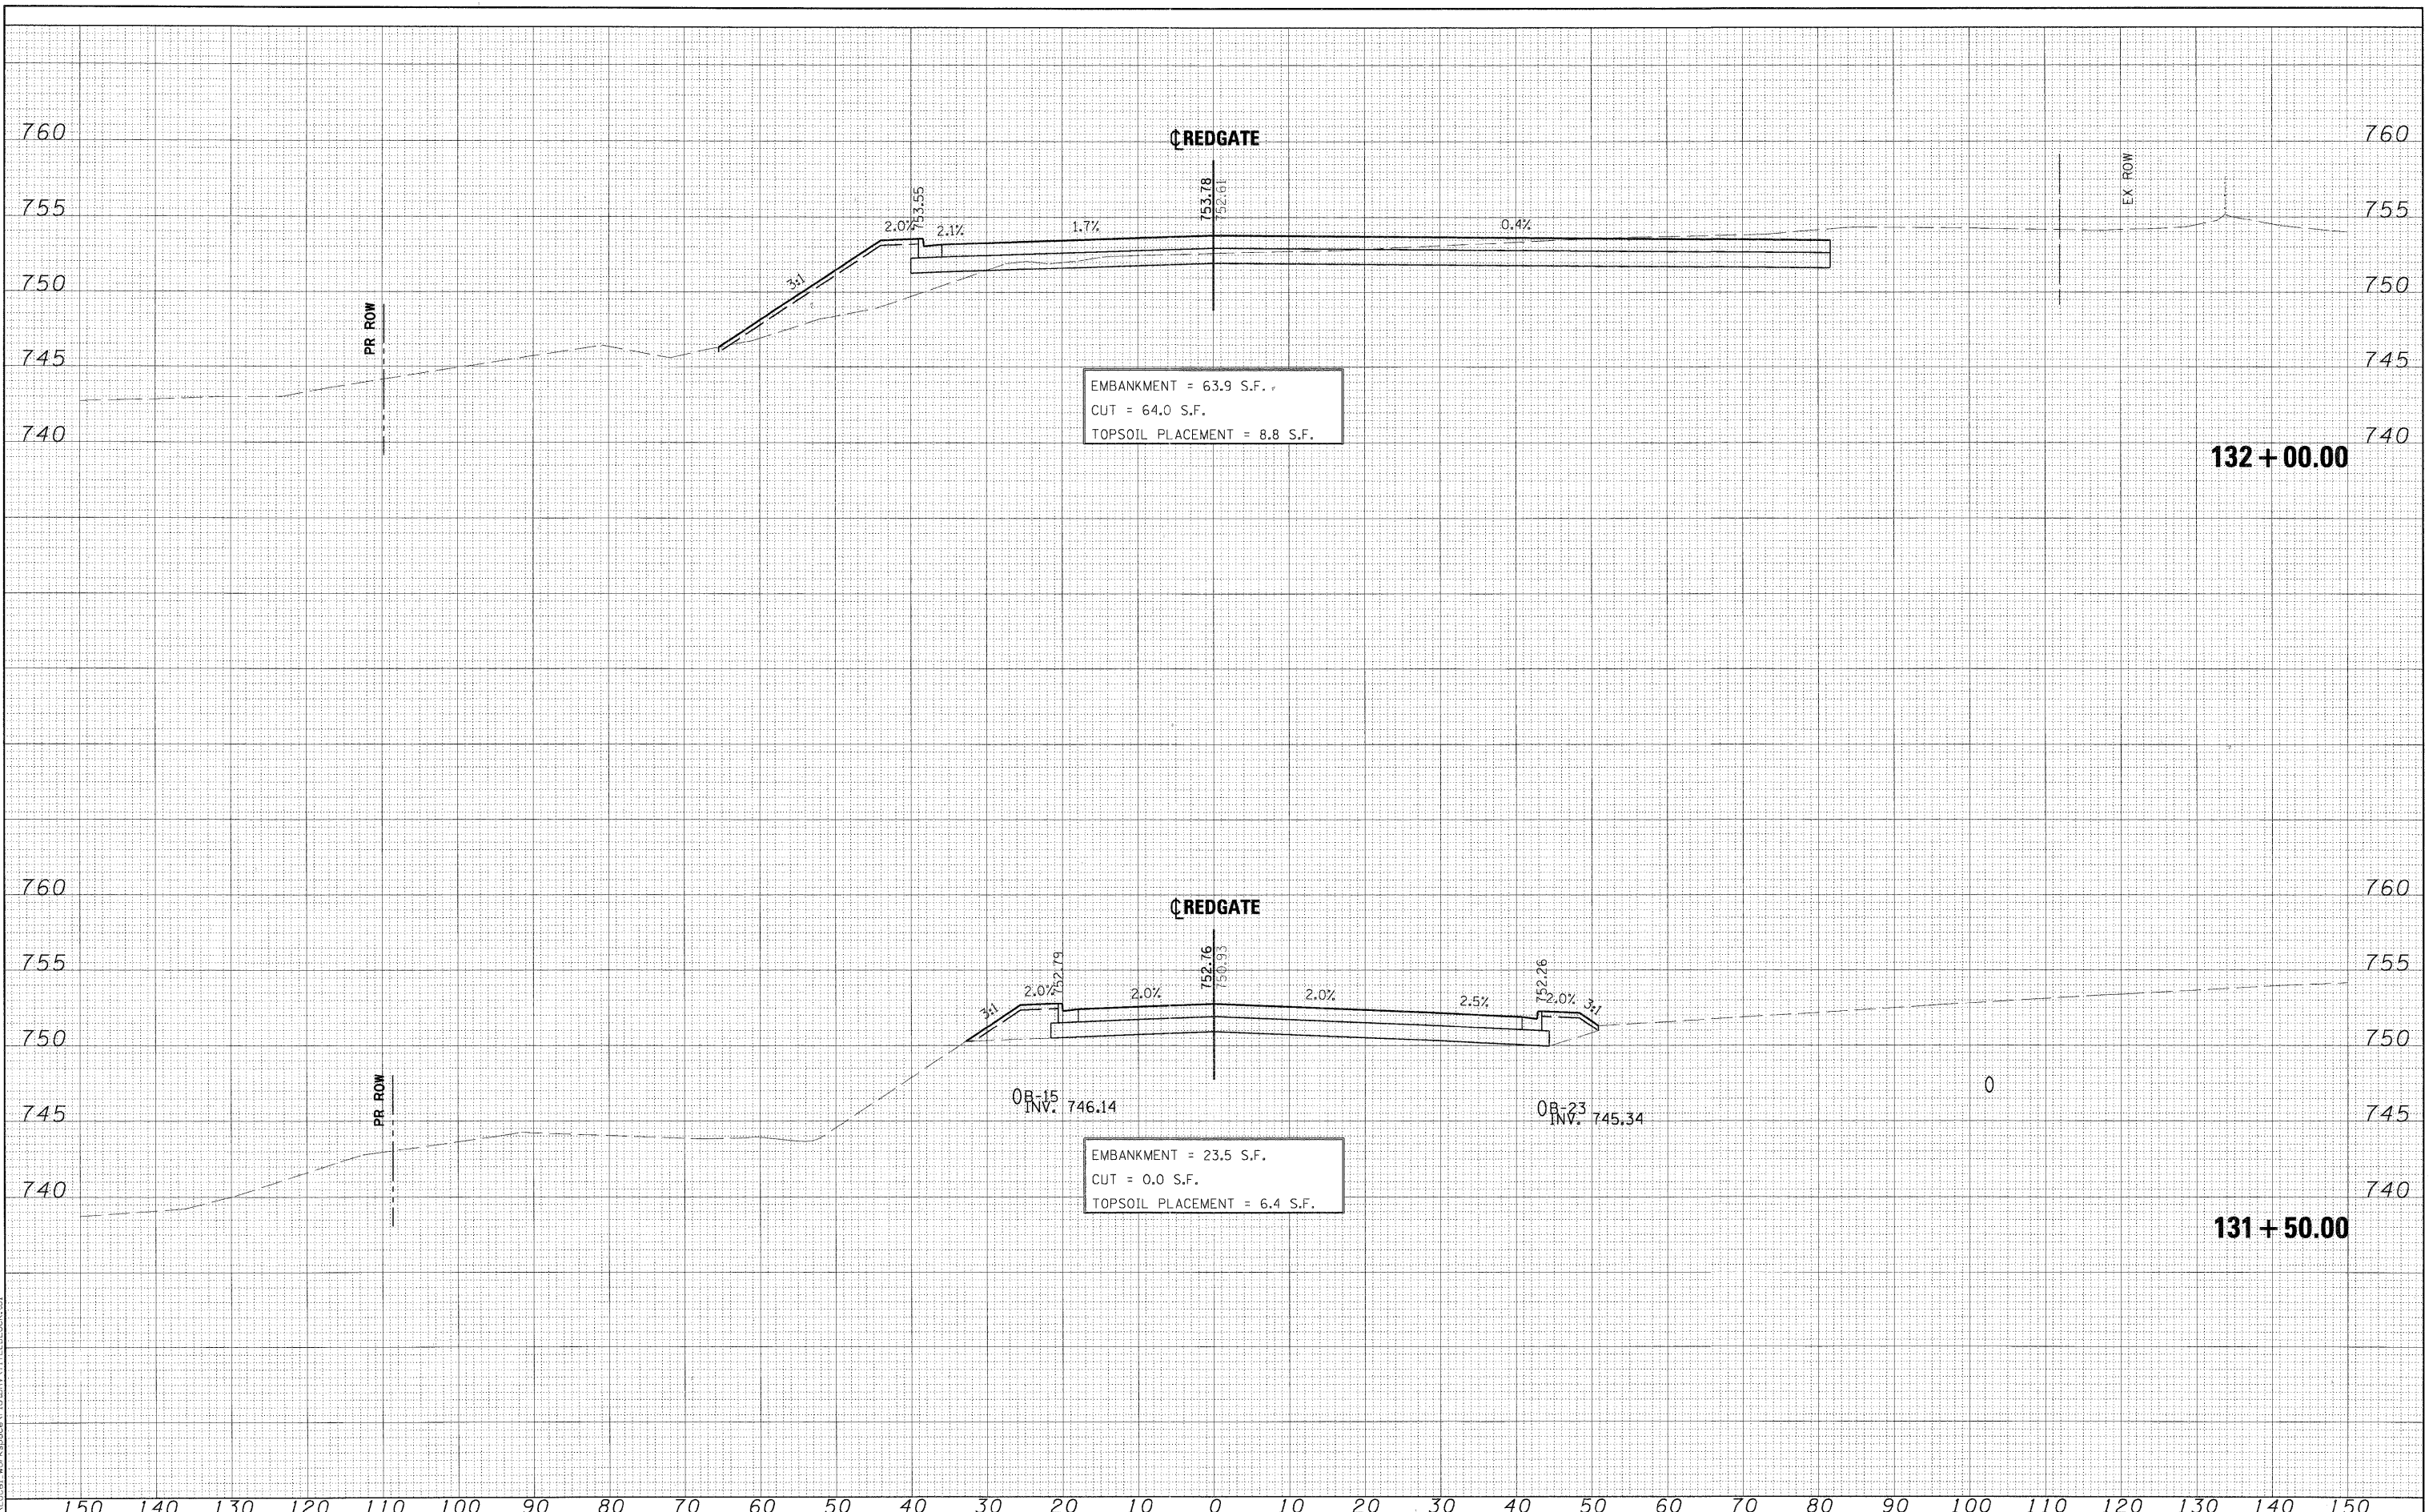 760 760
℄ REDGATE
EX ROW
753.78
752.61
753.55
755 755
2.0% 2.1% 1.7% 0.4%
3:1
750 750
PR ROW
745 745
EMBANKMENT = 63.9 S.F.
CUT = 64.0 S.F.
TOPSOIL PLACEMENT = 8.8 S.F.
740 740
132 + 00.00
760 760
℄ REDGATE
752.76
750.93
752.79
752.26
755 755
3:1 2.0% 2.0% 2.0% 2.5% 2.0% 3:1
750 750
PR ROW
B-15
INV. 746.14
B-23
INV. 745.34
745 745
EMBANKMENT = 23.5 S.F.
CUT = 0.0 S.F.
TOPSOIL PLACEMENT = 6.4 S.F.
740 740
131 + 50.00
150 140 130 120 110 100 90 80 70 60 50 40 30 20 10 0 10 20 30 40 50 60 70 80 90 100 110 120 130 140 150